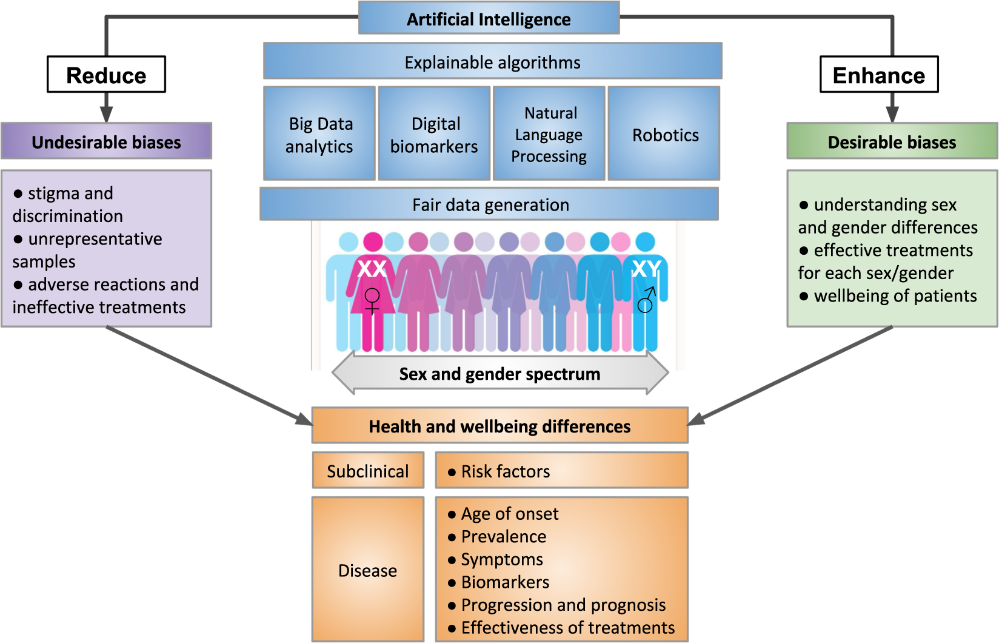 Artificial Intelligence
Reduce
Undesirable biases
● stigma and
discrimination
● unrepresentative
samples
● adverse reactions and
ineffective treatments
Explainable algorithms
Big Data
analytics
Digital
biomarkers
Natural
Language
Processing
Robotics
Fair data generation
XX
♀
XY
♂
Sex and gender spectrum
Enhance
Desirable biases
● understanding sex
and gender differences
● effective treatments
for each sex/gender
● wellbeing of patients
Health and wellbeing differences
Subclinical
● Risk factors
Disease
● Age of onset
● Prevalence
● Symptoms
● Biomarkers
● Progression and prognosis
● Effectiveness of treatments